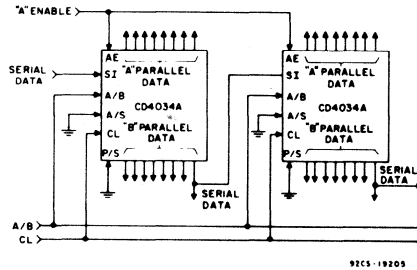 "A" ENABLE
AE
SERIAL
DATA
SI
"A" PARALLEL
DATA
A/B
CD4034A
A/S
"B" PARALLEL
DATA
CL
P/S
SERIAL
DATA
AE
SI
"A" PARALLEL
DATA
A/B
CD4034A
A/S
"B" PARALLEL
DATA
CL
P/S
SERIAL
DATA
A/B
CL
92CS-19205